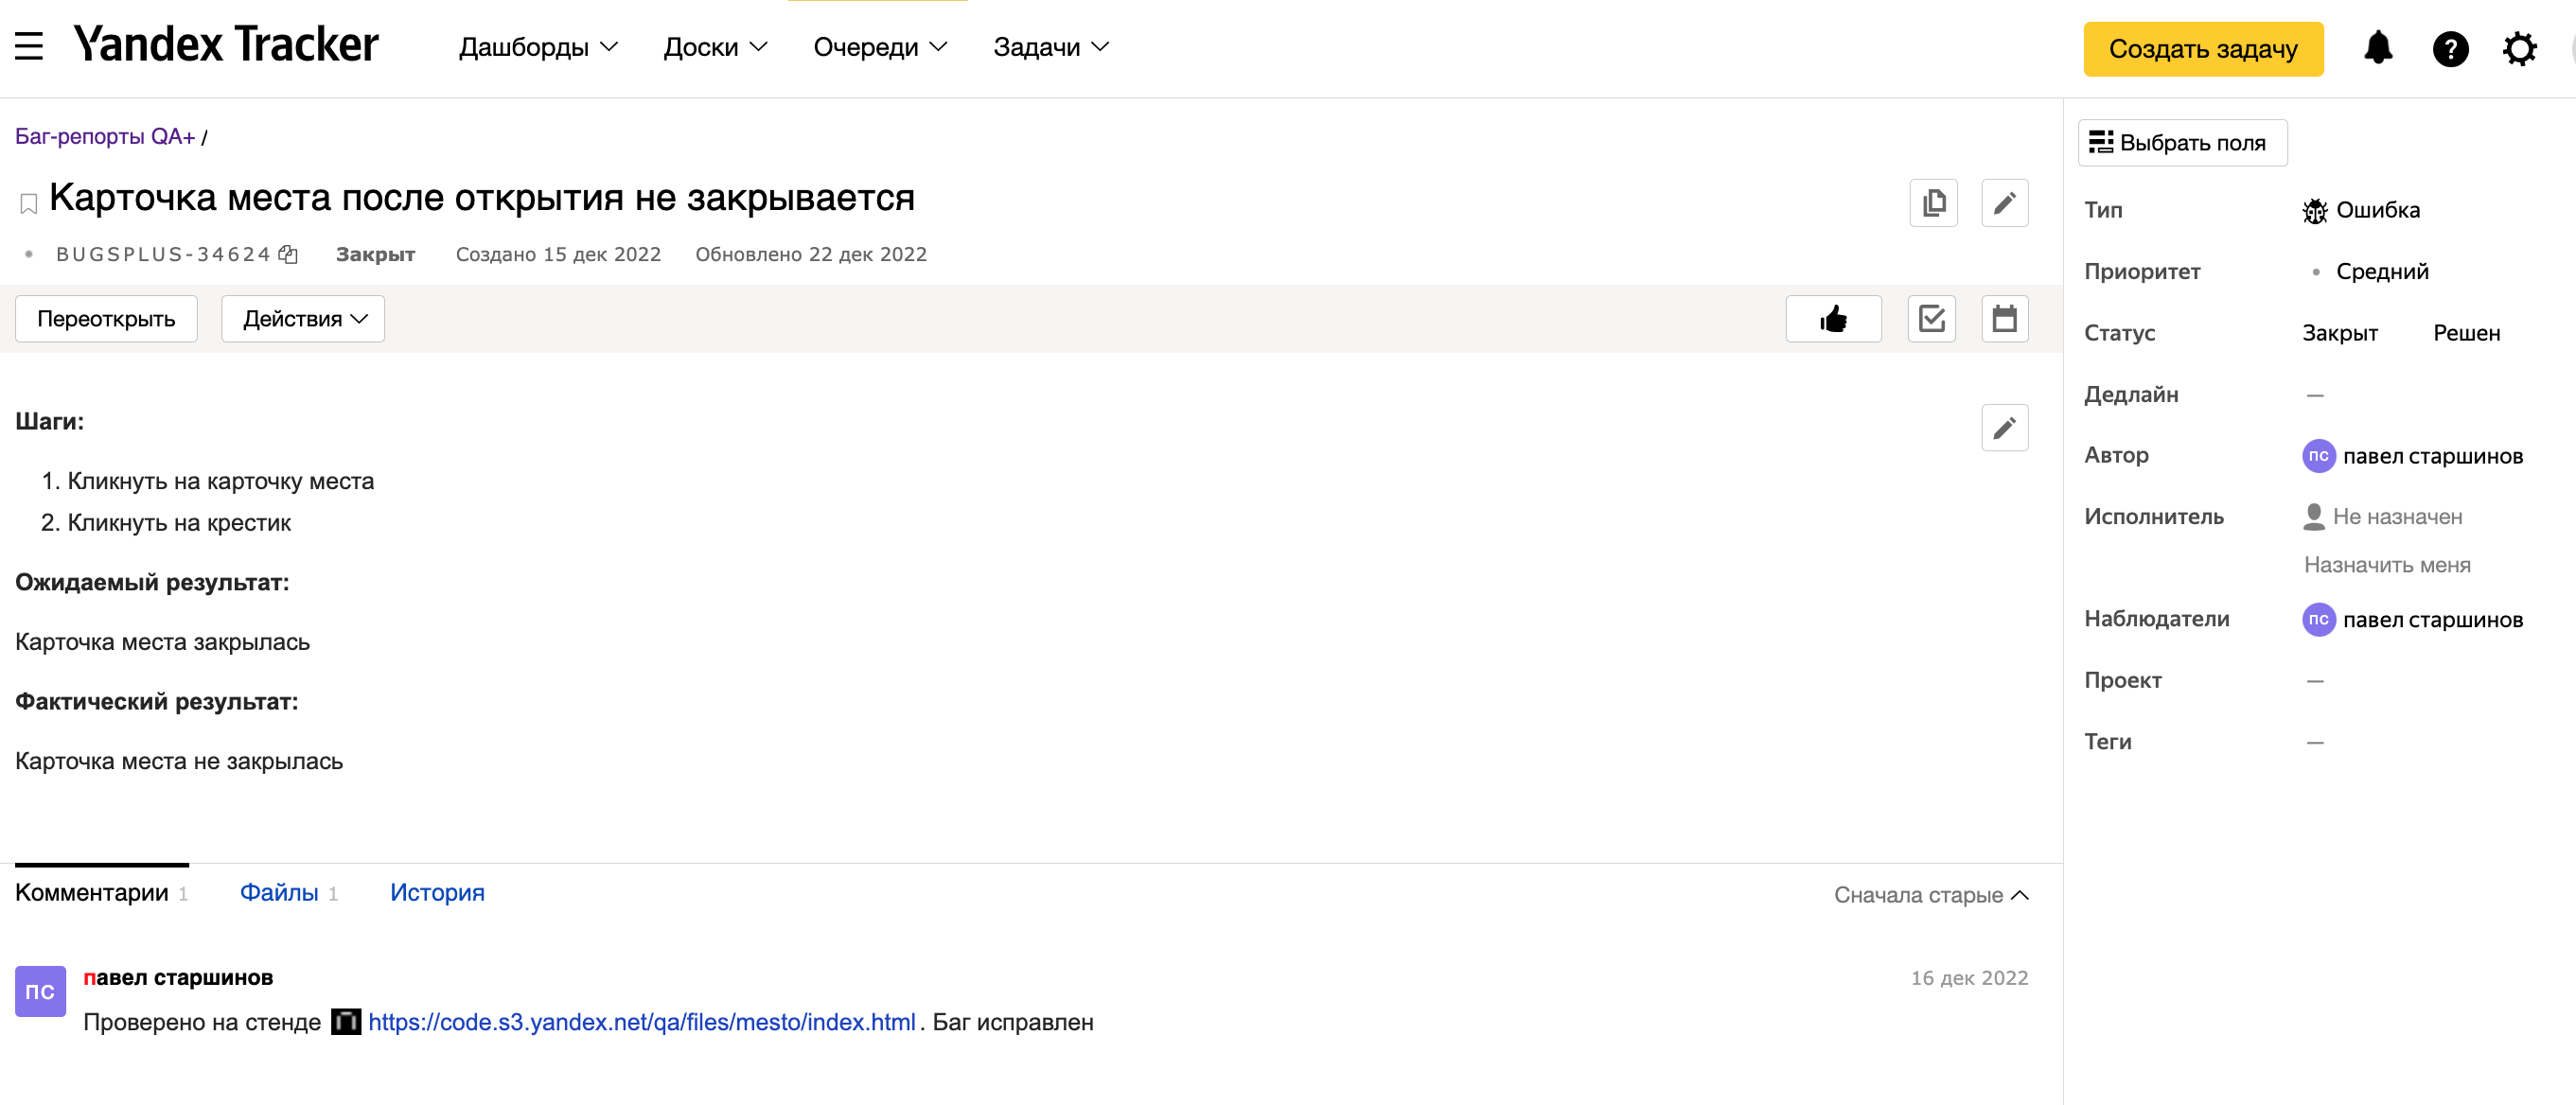 Yandex Tracker
Дашборды
Доски
Очереди
Задачи
Создать задачу
Баг-репорты QA+ /
Карточка места после открытия не закрывается
BUGSPLUS-34624 Закрыт Создано 15 дек 2022 Обновлено 22 дек 2022
Переоткрыть
Действия
Шаги:
1. Кликнуть на карточку места
2. Кликнуть на крестик
Ожидаемый результат:
Карточка места закрылась
Фактический результат:
Карточка места не закрылась
Комментарии 1
Файлы 1
История
Сначала старые
ПС
павел старшинов
16 дек 2022
Проверено на стенде https://code.s3.yandex.net/qa/files/mesto/index.html . Баг исправлен
Выбрать поля
Тип Ошибка
Приоритет Средний
Статус Закрыт Решен
Дедлайн —
Автор ПС павел старшинов
Исполнитель Не назначен
Назначить меня
Наблюдатели ПС павел старшинов
Проект —
Теги —